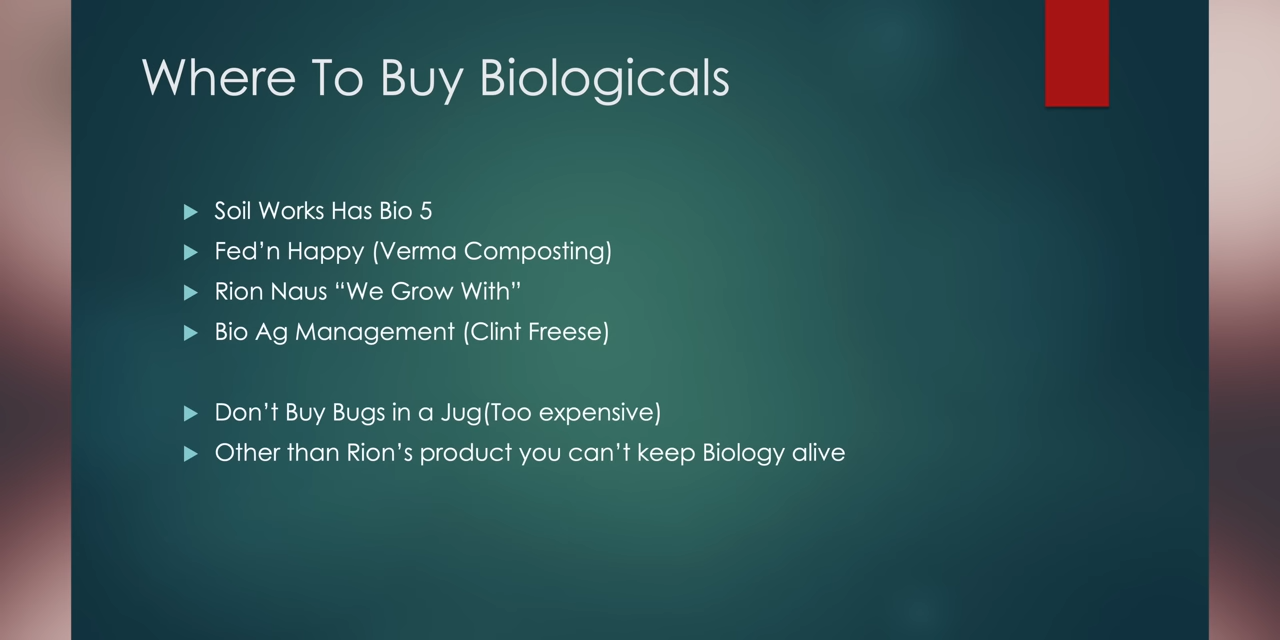 Where To Buy Biologicals
Soil Works Has Bio 5
Fed’n Happy (Verma Composting)
Rion Naus “We Grow With”
Bio Ag Management (Clint Freese)
Don’t Buy Bugs in a Jug(Too expensive)
Other than Rion’s product you can’t keep Biology alive